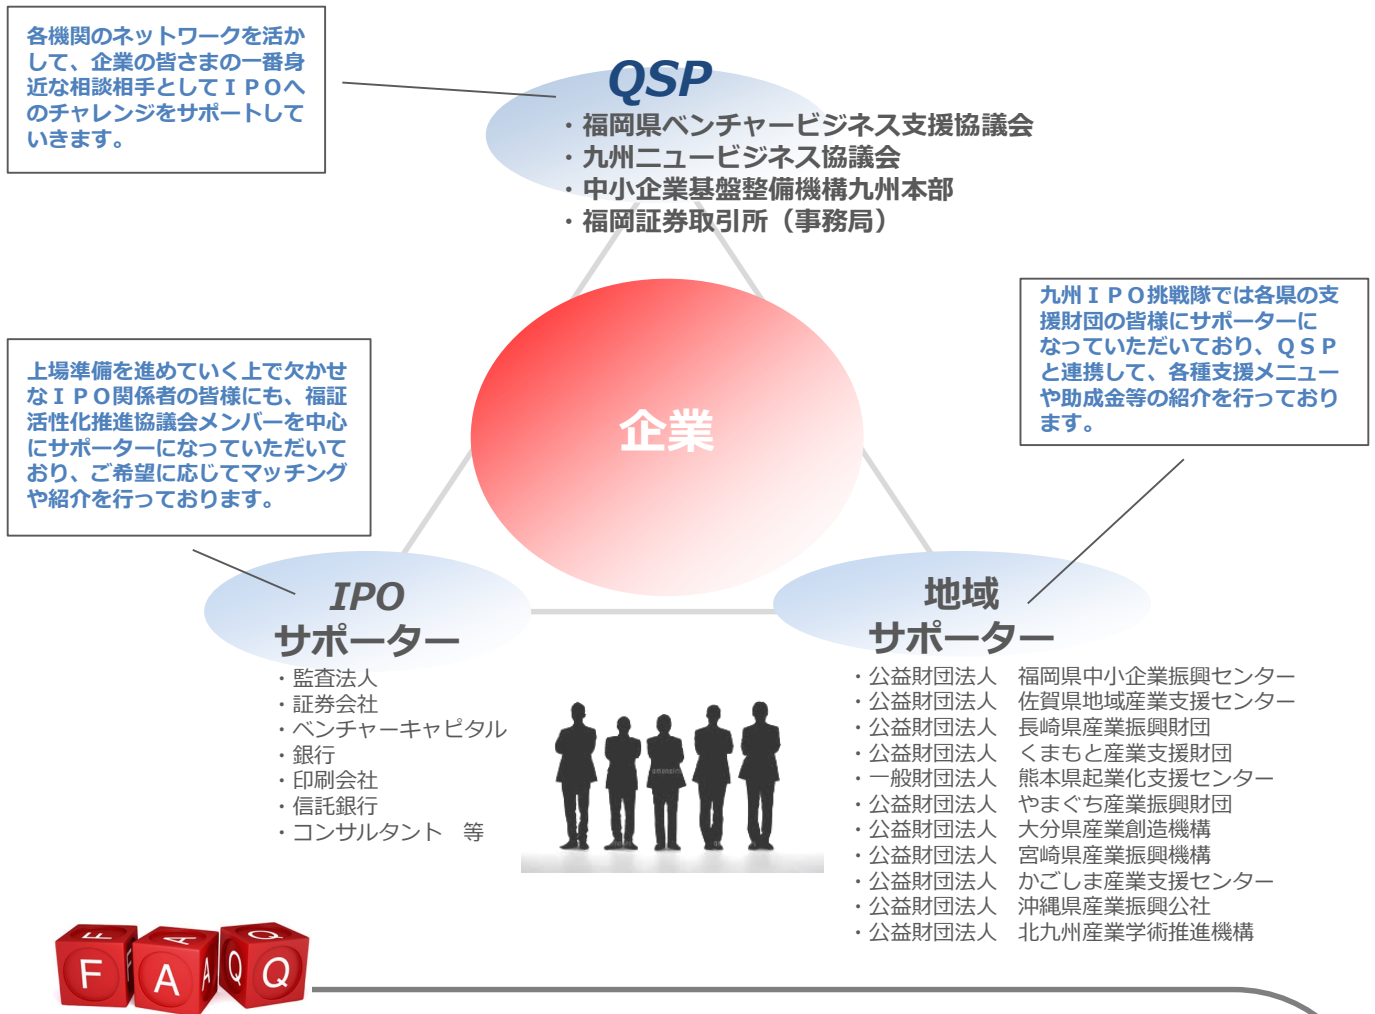 各機関のネットワークを活か
して、企業の皆さまの一番身
近な相談相手としてＩＰＯへ
のチャレンジをサポートして
いきます。
QSP
・福岡県ベンチャービジネス支援協議会
・九州ニュービジネス協議会
・中小企業基盤整備機構九州本部
・福岡証券取引所（事務局）
九州ＩＰＯ挑戦隊では各県の支
援財団の皆様にサポーターに
なっていただいており、ＱＳＰ
と連携して、各種支援メニュー
や助成金等の紹介を行っており
ます。
上場準備を進めていく上で欠かせ
なＩＰＯ関係者の皆様にも、福証
活性化推進協議会メンバーを中心
にサポーターになっていただいて
おり、ご希望に応じてマッチング
や紹介を行っております。
企業
IPO
サポーター
・監査法人
・証券会社
・ベンチャーキャピタル
・銀行
・印刷会社
・信託銀行
・コンサルタント　等
地域
サポーター
・公益財団法人　福岡県中小企業振興センター
・公益財団法人　佐賀県地域産業支援センター
・公益財団法人　長崎県産業振興財団
・公益財団法人　くまもと産業支援財団
・一般財団法人　熊本県起業化支援センター
・公益財団法人　やまぐち産業振興財団
・公益財団法人　大分県産業創造機構
・公益財団法人　宮崎県産業振興機構
・公益財団法人　かごしま産業支援センター
・公益財団法人　沖縄県産業振興公社
・公益財団法人　北九州産業学術推進機構
F A Q
F F A A Q Q